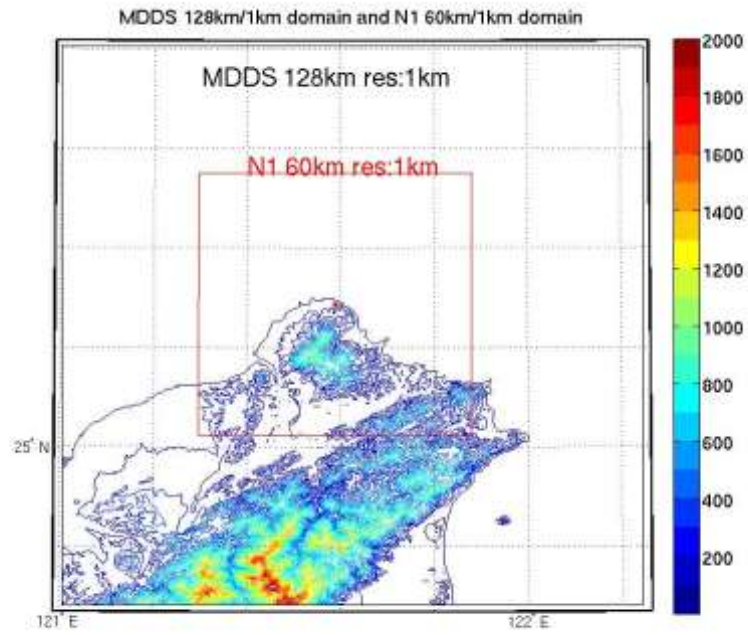 MDDS 128km/1km domain and N1 60km/1km domain
MDDS 128km res:1km
N1 60km res:1km
2000
1800
1600
1400
1200
1000
800
600
400
200
25° N
121° E
122° E